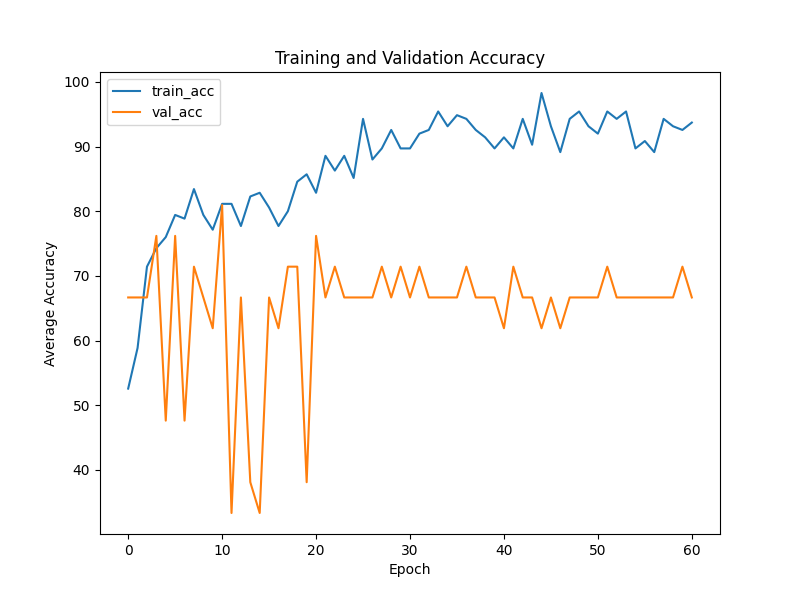 Training and Validation Accuracy
train_acc
val_acc
100
90
80
70
60
50
40
Average Accuracy
0 10 20 30 40 50 60
Epoch